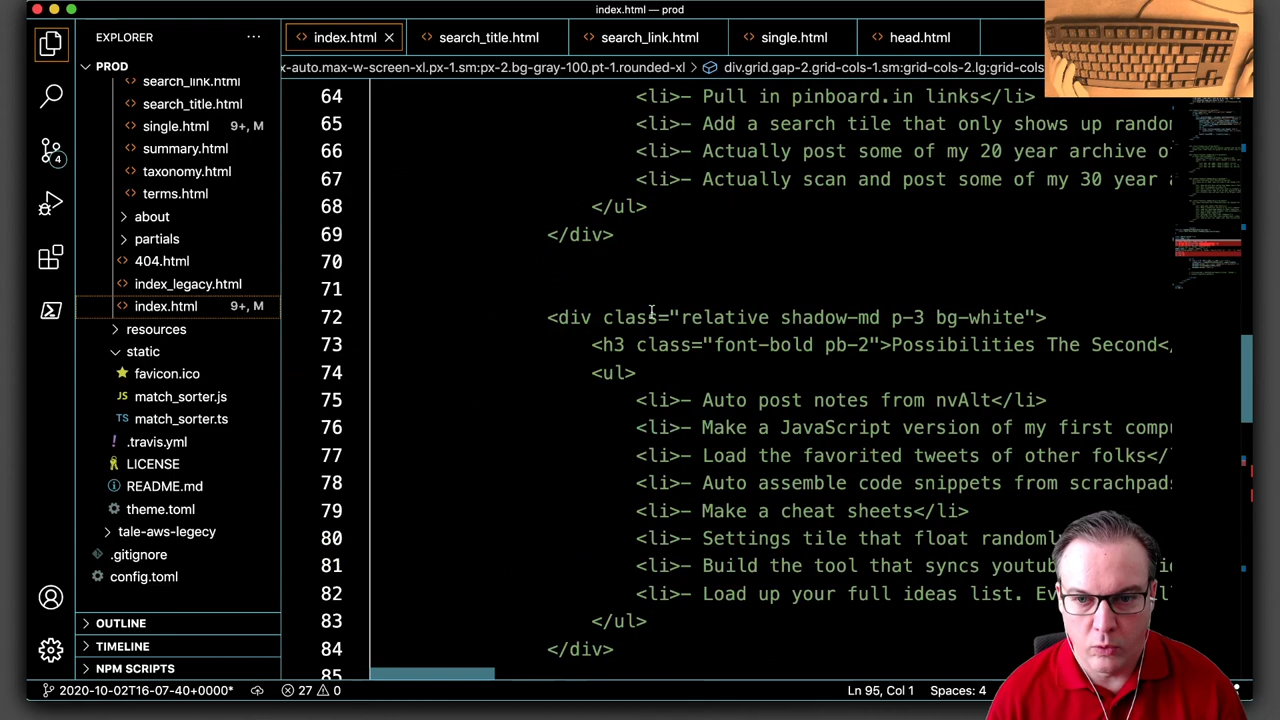 index.html — prod
EXPLORER ...
PROD
search_link.html
search_title.html
single.html 9+, M
summary.html
taxonomy.html
terms.html
about
partials
404.html
index_legacy.html
index.html 9+, M
resources
static
favicon.ico
JS match_sorter.js
TS match_sorter.ts
! .travis.yml
LICENSE
README.md
theme.toml
tale-aws-legacy
.gitignore
config.toml
OUTLINE
TIMELINE
NPM SCRIPTS
4
index.html
search_title.html
search_link.html
single.html
head.html
x-auto.max-w-screen-xl.px-1.sm:px-2.bg-gray-100.pt-1.rounded-xl > div.grid.gap-2.grid-cols-1.sm:grid-cols-2.lg:grid-cols
64 <li>- Pull in pinboard.in links</li>
65 <li>- Add a search tile that only shows up rando
66 <li>- Actually post some of my 20 year archive o
67 <li>- Actually scan and post some of my 30 year a
68 </ul>
69 </div>
70
71
72 <div class="relative shadow-md p-3 bg-white">
73 <h3 class="font-bold pb-2">Possibilities The Second</
74 <ul>
75 <li>- Auto post notes from nvAlt</li>
76 <li>- Make a JavaScript version of my first compu
77 <li>- Load the favorited tweets of other folks</
78 <li>- Auto assemble code snippets from scrachpads
79 <li>- Make a cheat sheets</li>
80 <li>- Settings tile that float randomly
81 <li>- Build the tool that syncs youtub
82 <li>- Load up your full ideas list.
83 </ul>
84 </div>
85
2020-10-02T16-07-40+0000* 27 0
Ln 95, Col 1 Spaces: 4